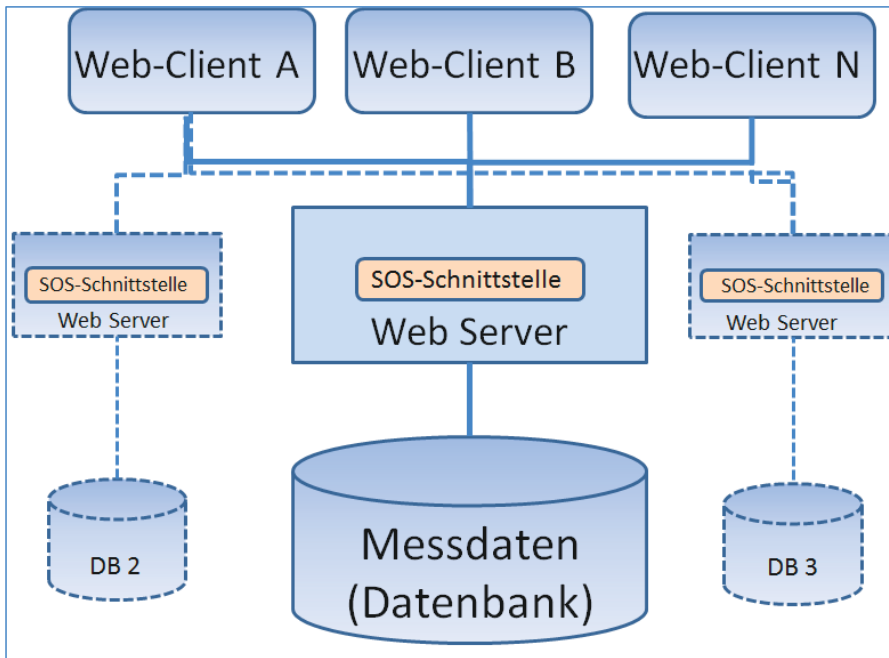 Web-Client A
Web-Client B
Web-Client N
SOS-Schnittstelle
Web Server
SOS-Schnittstelle
Web Server
SOS-Schnittstelle
Web Server
DB 2
Messdaten
(Datenbank)
DB 3